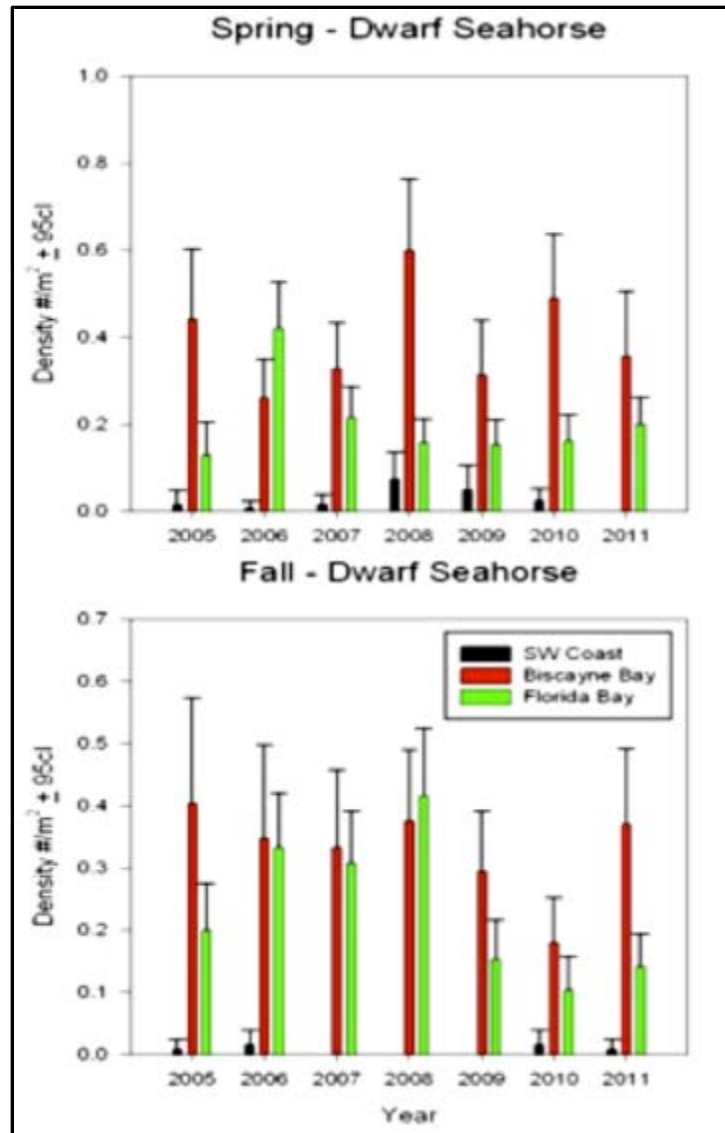 Spring - Dwarf Seahorse
1.0
0.8
0.6
0.4
0.2
0.0
Density #/m² ± 95cl
2005 2006 2007 2008 2009 2010 2011
Fall - Dwarf Seahorse
0.7
0.6
0.5
0.4
0.3
0.2
0.1
0.0
Density #/m² ± 95cl
SW Coast
Biscayne Bay
Florida Bay
2005 2006 2007 2008 2009 2010 2011
Year